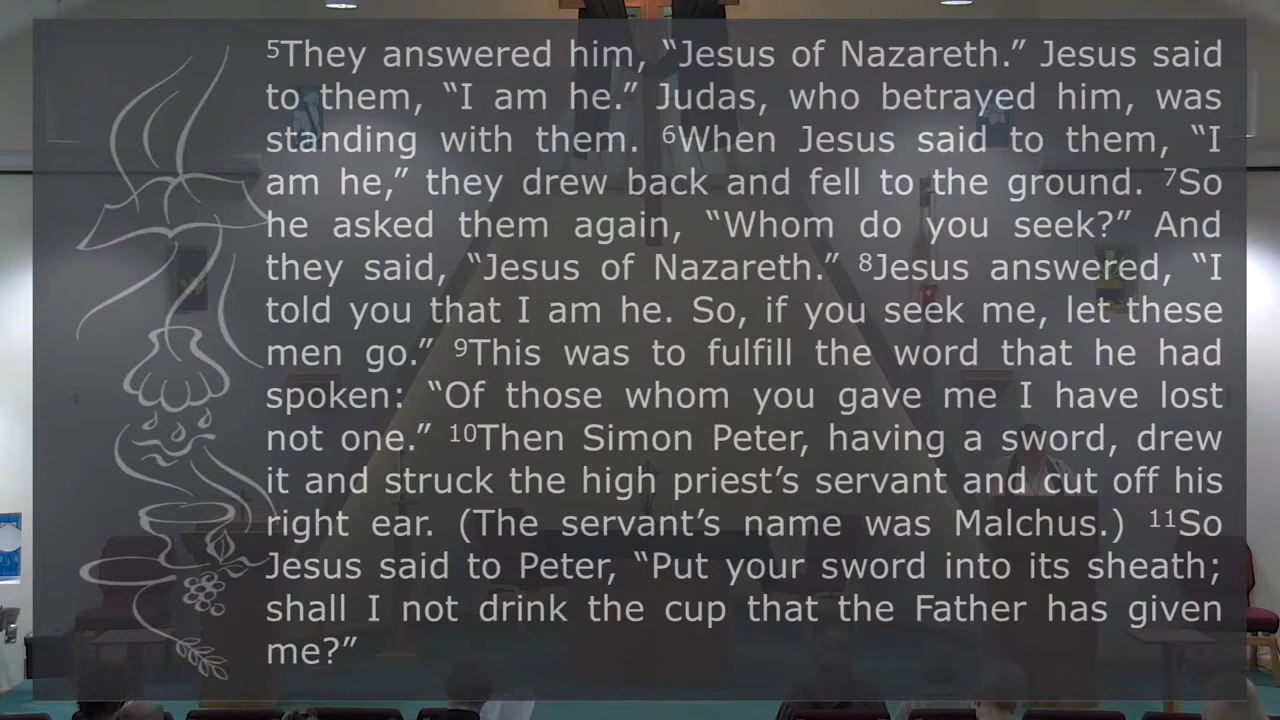 ⁵They answered him, “Jesus of Nazareth.” Jesus said
to them, “I am he.” Judas, who betrayed him, was
standing with them. ⁶When Jesus said to them, “I
am he,” they drew back and fell to the ground. ⁷So
he asked them again, “Whom do you seek?” And
they said, “Jesus of Nazareth.” ⁸Jesus answered, “I
told you that I am he. So, if you seek me, let these
men go.” ⁹This was to fulfill the word that he had
spoken: “Of those whom you gave me I have lost
not one.” ¹⁰Then Simon Peter, having a sword, drew
it and struck the high priest’s servant and cut off his
right ear. (The servant’s name was Malchus.) ¹¹So
Jesus said to Peter, “Put your sword into its sheath;
shall I not drink the cup that the Father has given
me?”